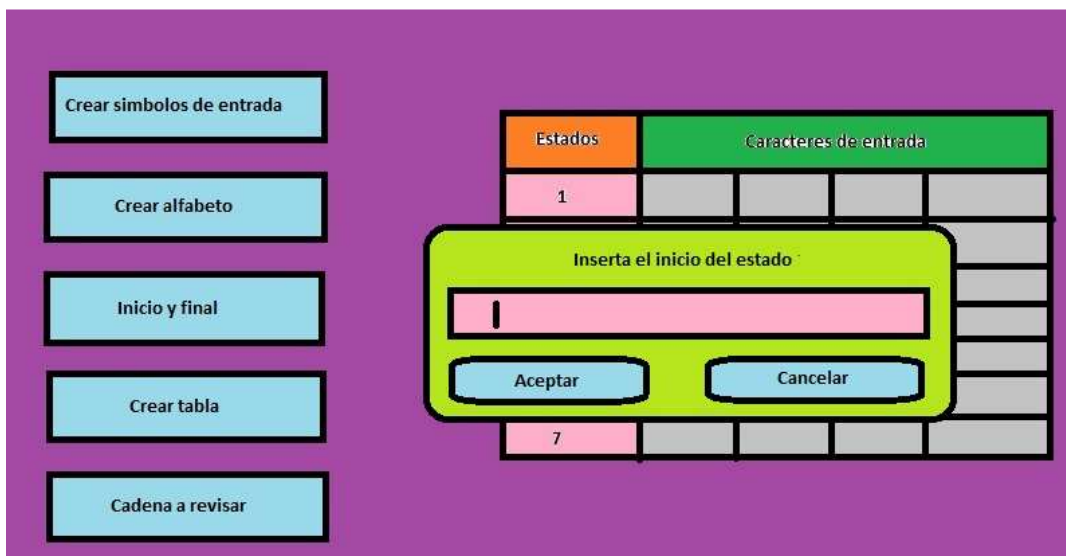 Crear simbolos de entrada
Crear alfabeto
Inicio y final
Crear tabla
Cadena a revisar
Estados
Caracteres de entrada
1
Inserta el inicio del estado
Aceptar
Cancelar
7